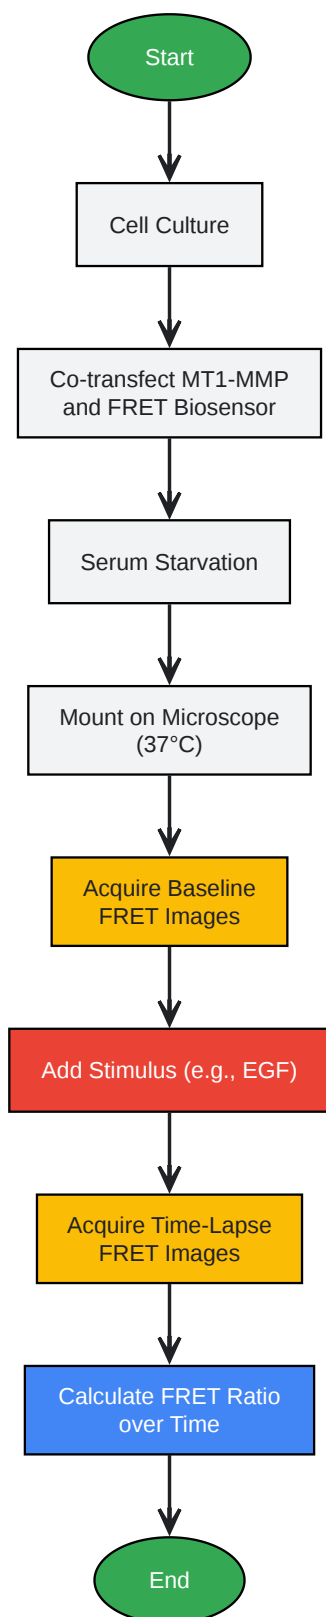 Start
Cell Culture
Co-transfect MT1-MMP
and FRET Biosensor
Serum Starvation
Mount on Microscope
(37°C)
Acquire Baseline
FRET Images
Add Stimulus (e.g., EGF)
Acquire Time-Lapse
FRET Images
Calculate FRET Ratio
over Time
End